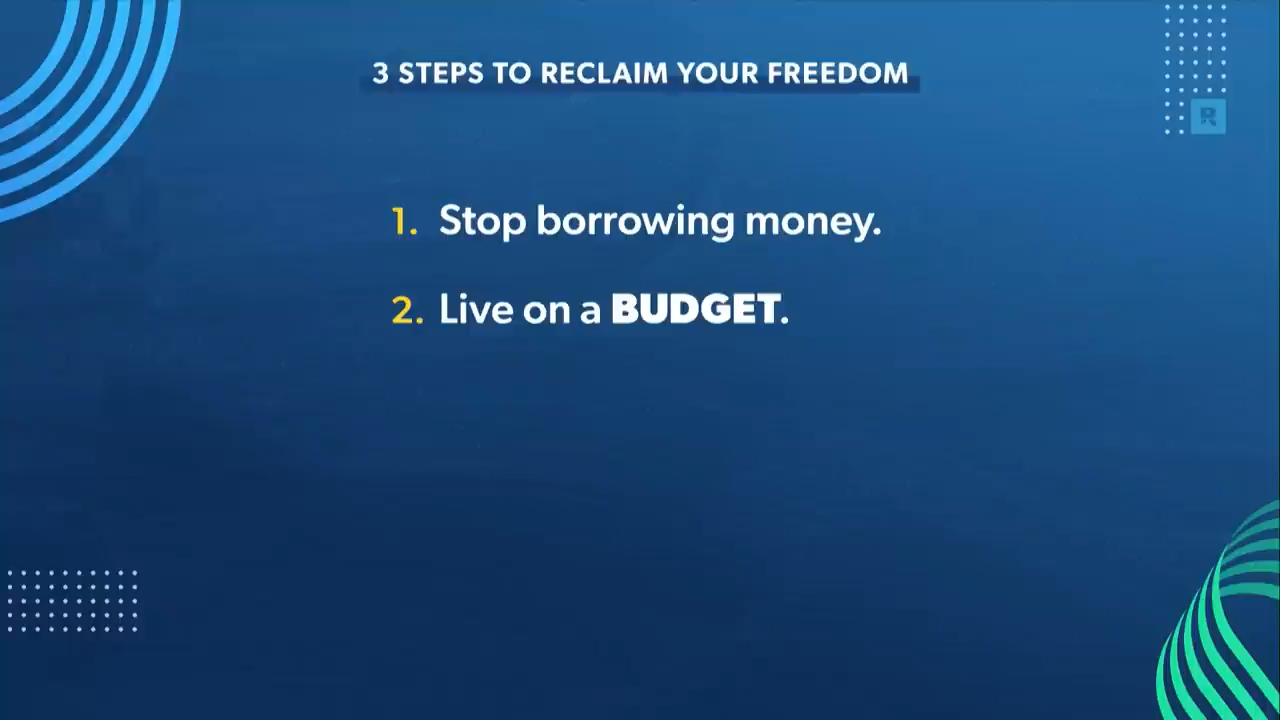 3 STEPS TO RECLAIM YOUR FREEDOM
R
1. Stop borrowing money.
2. Live on a BUDGET.